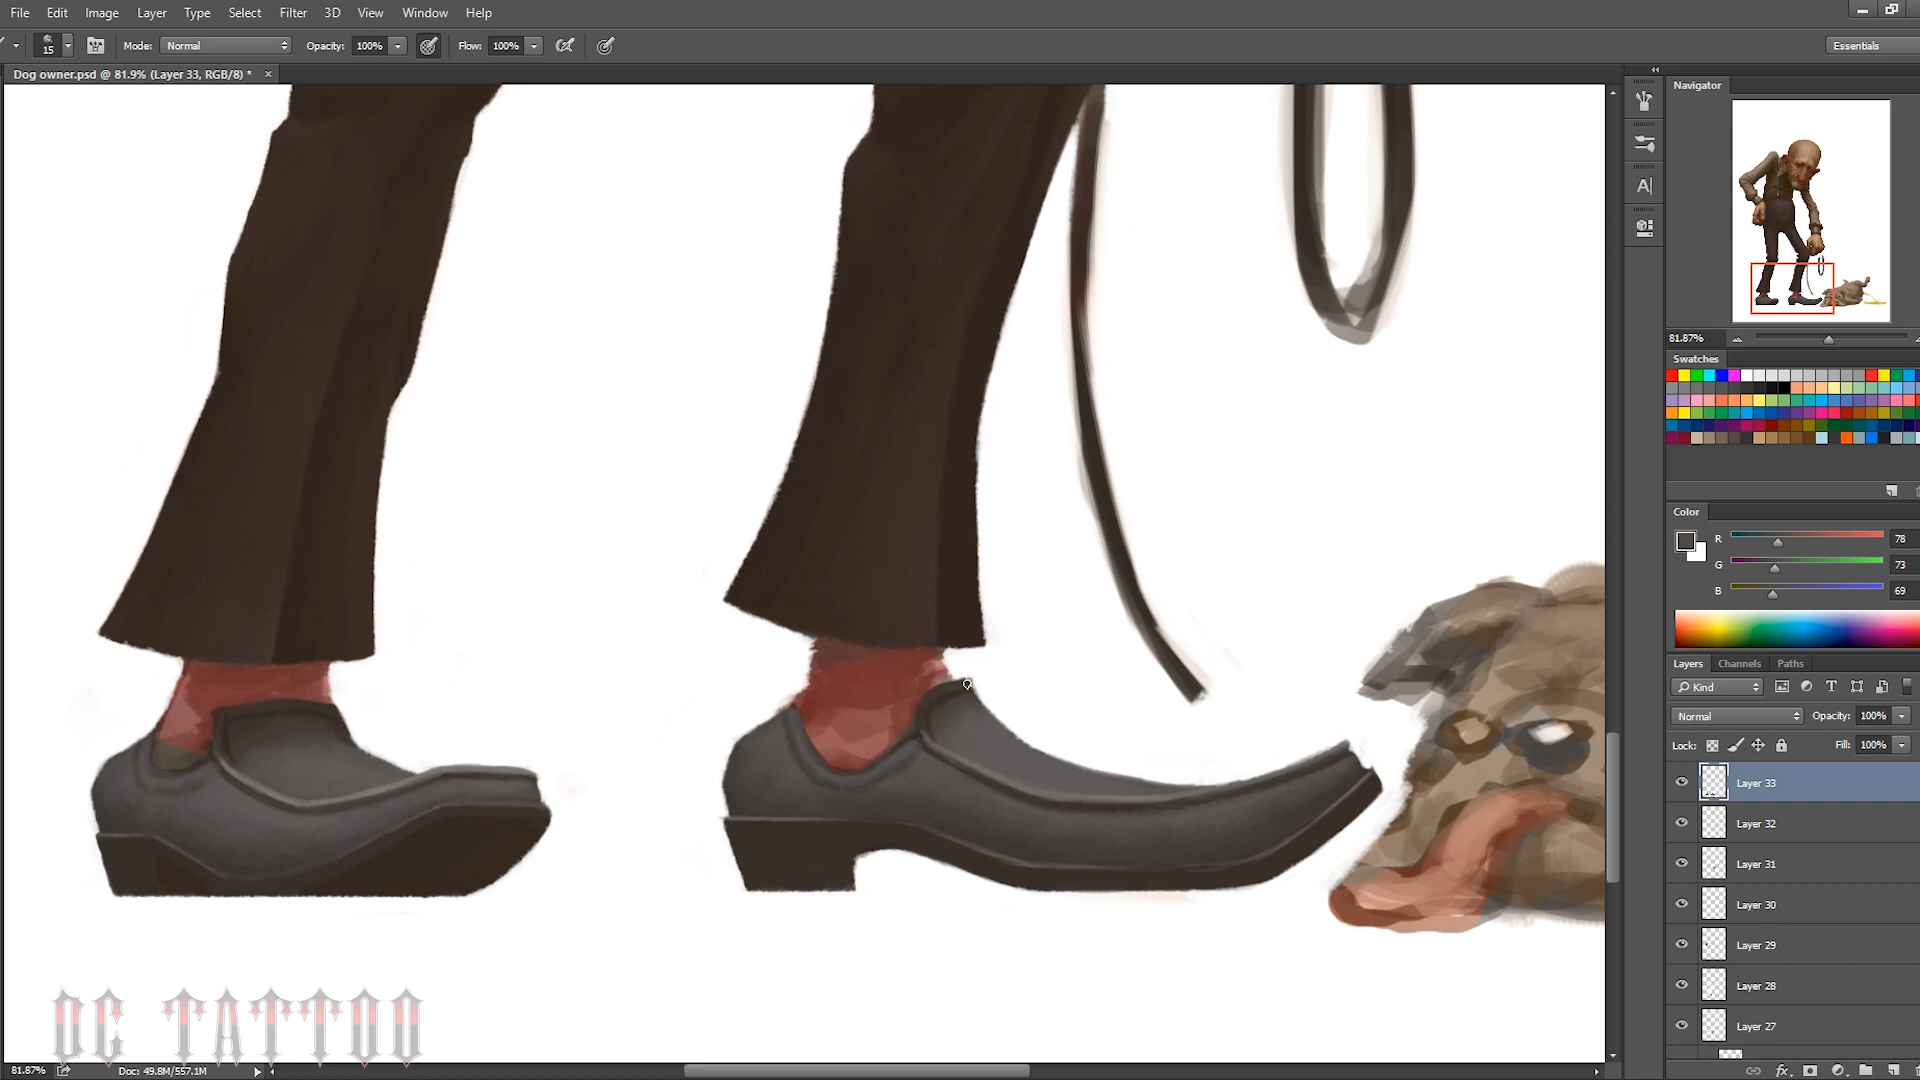 File Edit Image Layer Type Select Filter 3D View Window Help
15 Mode: Normal Opacity: 100% Flow: 100% Essentials
Dog owner.psd @ 81.9% (Layer 33, RGB/8) * ×
Navigator
81.87%
Swatches
Color
R 78
G 73
B 69
Layers Channels Paths
Kind
Normal Opacity: 100%
Lock: Fill: 100%
Layer 33
Layer 32
Layer 31
Layer 30
Layer 29
Layer 28
Layer 27
OC TATTOO
81.87% Doc: 49.8M/557.1M